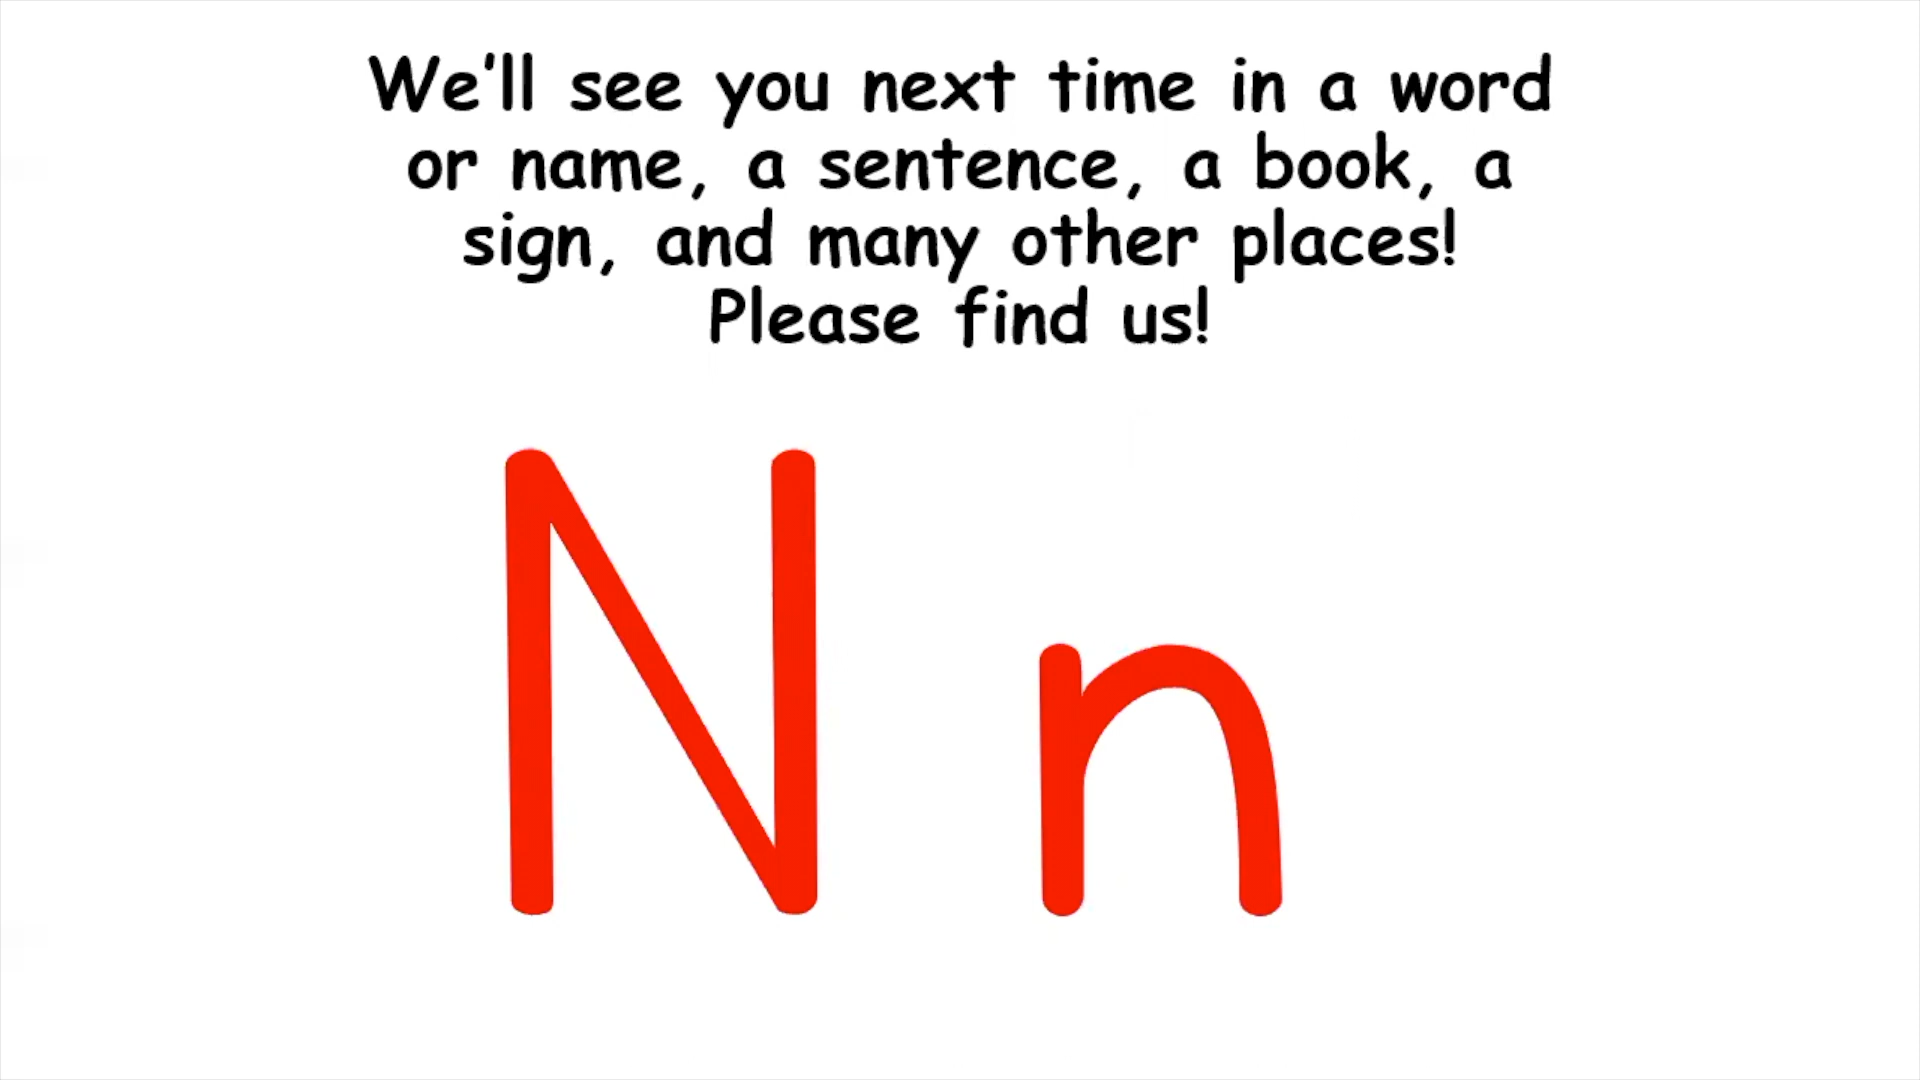 We'll see you next time in a word
or name, a sentence, a book, a
sign, and many other places!
Please find us!
N n